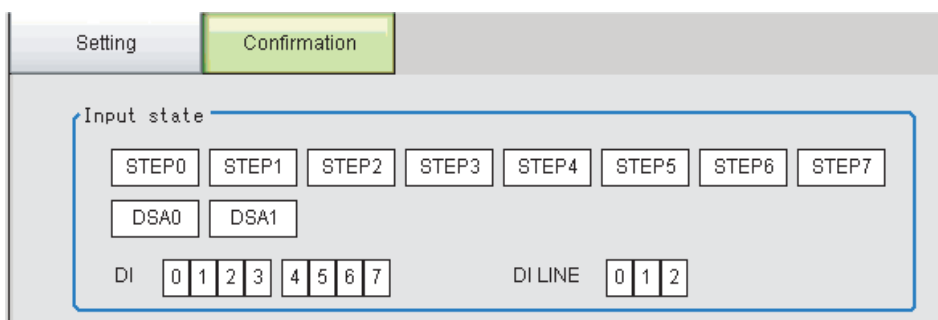 Setting Confirmation
Input state
STEP0 STEP1 STEP2 STEP3 STEP4 STEP5 STEP6 STEP7
DSA0 DSA1
DI 0 1 2 3 4 5 6 7 DI LINE 0 1 2